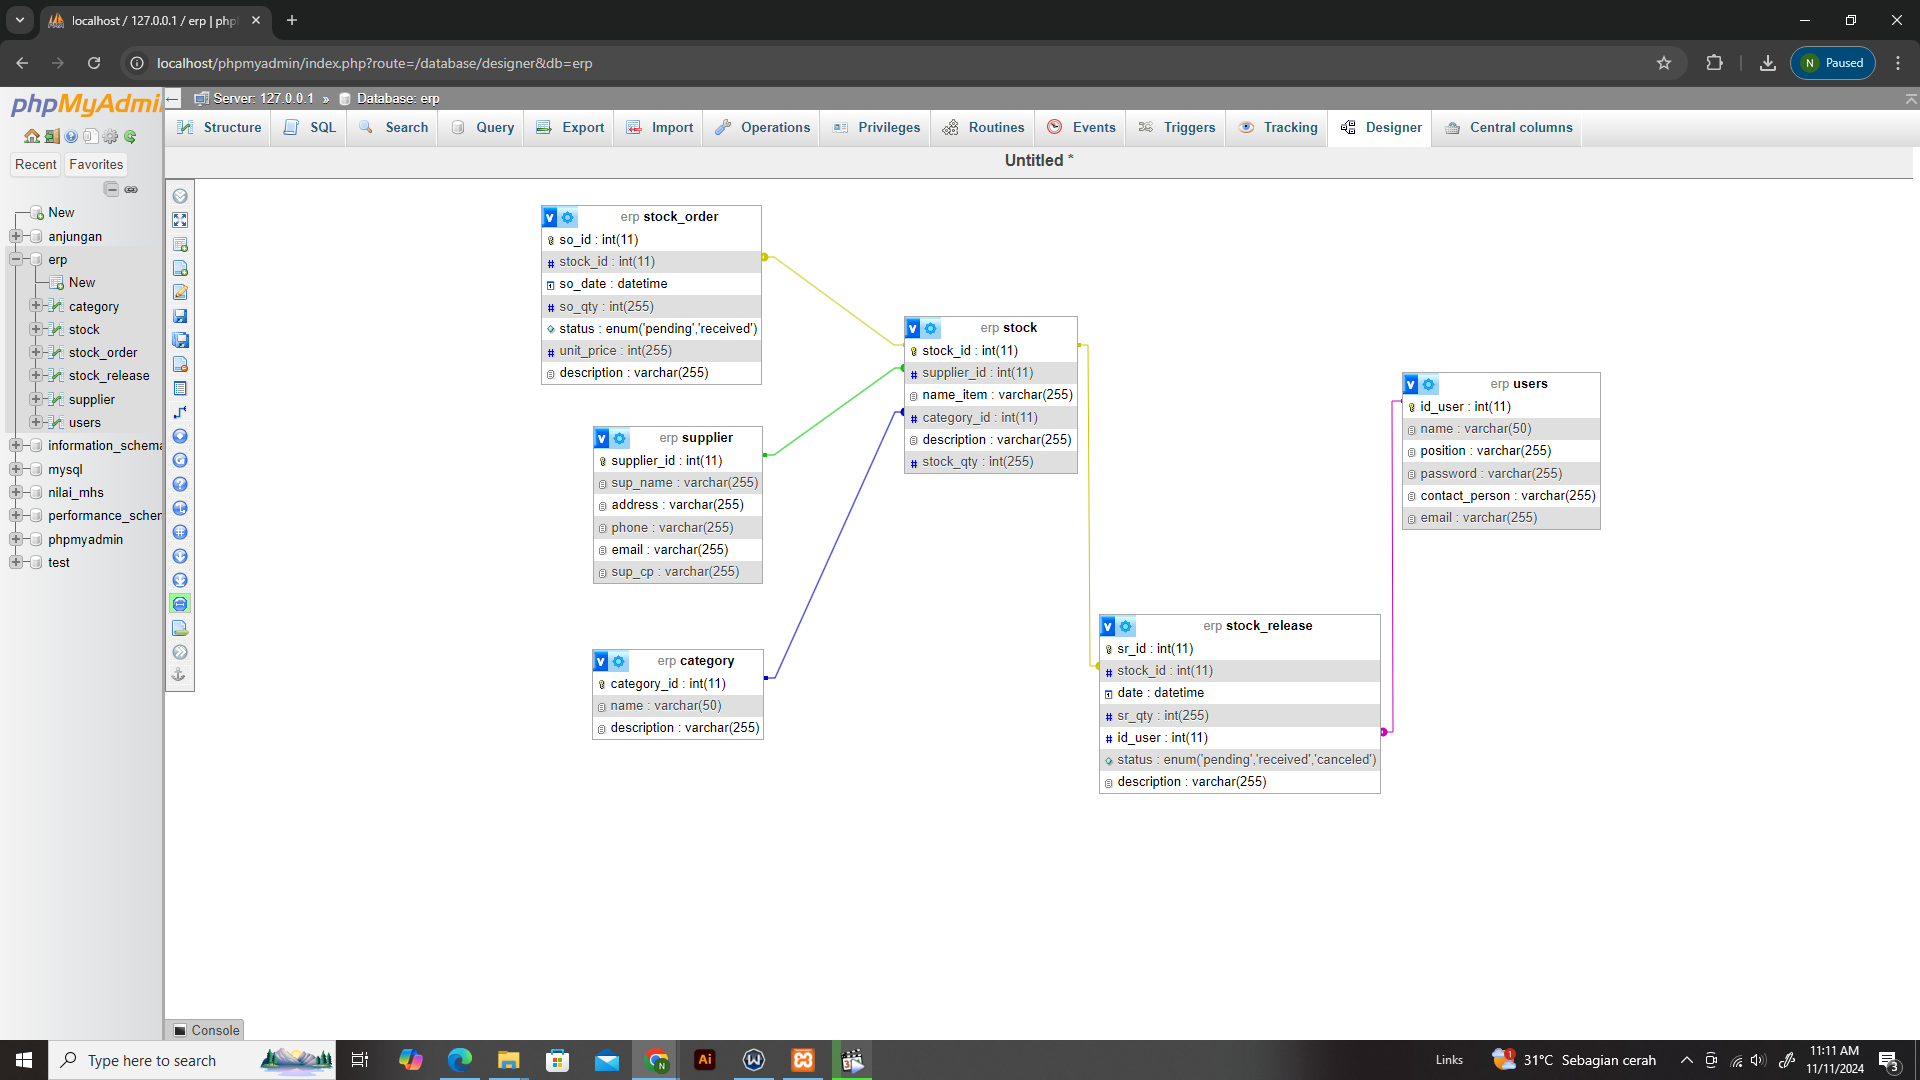 localhost / 127.0.0.1 / erp | php
localhost/phpmyadmin/index.php?route=/database/designer&db=erp
N Paused
phpMyAdmi
Server: 127.0.0.1 » Database: erp
Structure SQL Search Query Export Import Operations Privileges Routines Events Triggers Tracking Designer Central columns
Untitled *
Recent Favorites
New
anjungan
erp
New
category
stock
stock_order
stock_release
supplier
users
information_schema
mysql
nilai_mhs
performance_schem
phpmyadmin
test
v erp stock_order
so_id : int(11)
# stock_id : int(11)
so_date : datetime
# so_qty : int(255)
status : enum('pending','received')
# unit_price : int(255)
description : varchar(255)
v erp supplier
supplier_id : int(11)
sup_name : varchar(255)
address : varchar(255)
phone : varchar(255)
email : varchar(255)
sup_cp : varchar(255)
v erp category
category_id : int(11)
name : varchar(50)
description : varchar(255)
v erp stock
stock_id : int(11)
# supplier_id : int(11)
name_item : varchar(255)
# category_id : int(11)
description : varchar(255)
# stock_qty : int(255)
v erp stock_release
sr_id : int(11)
# stock_id : int(11)
date : datetime
# sr_qty : int(255)
# id_user : int(11)
status : enum('pending','received','canceled')
description : varchar(255)
v erp users
id_user : int(11)
name : varchar(50)
position : varchar(255)
password : varchar(255)
contact_person : varchar(255)
email : varchar(255)
Console
Type here to search
N
Ai
W
Links
1
31°C Sebagian cerah
11:11 AM
11/11/2024
3